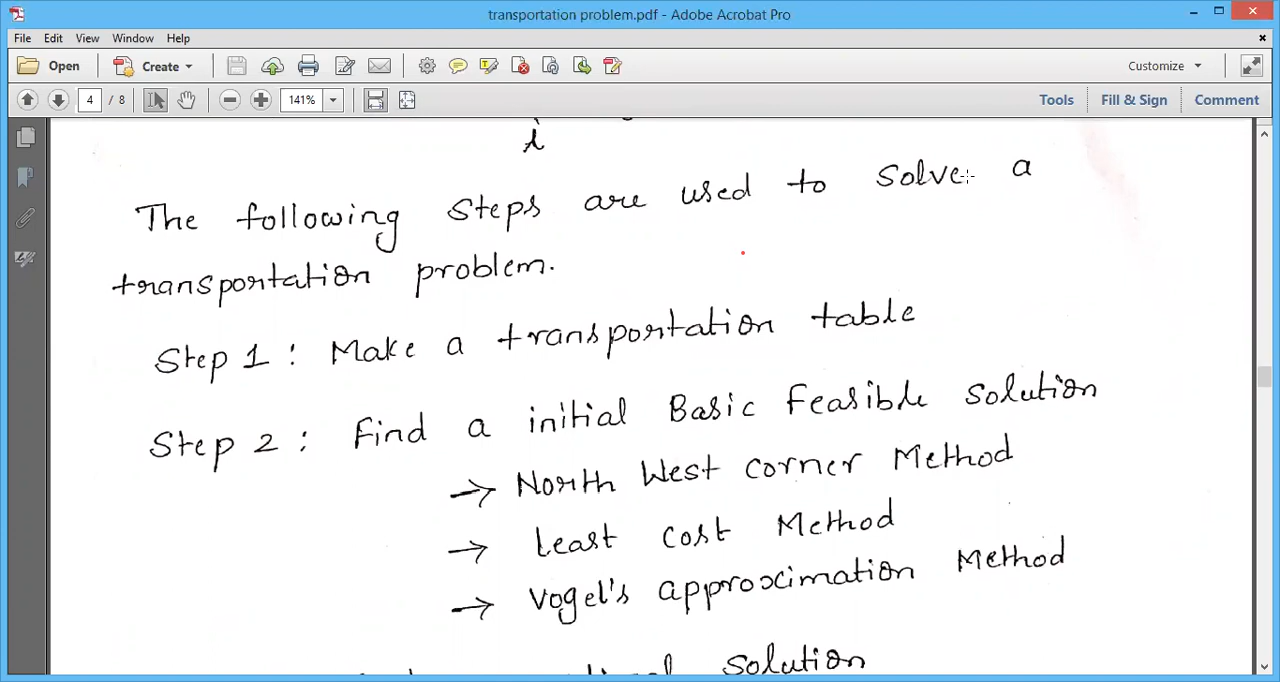 transportation problem.pdf - Adobe Acrobat Pro
File Edit View Window Help
Open Create Customize
4 / 8 141% Tools Fill & Sign Comment
The following steps are used to solve a
transportation problem.
Step 1 : Make a transportation table
Step 2 : Find a initial Basic Feasible Solution
→ North West corner Method
→ Least cost Method
→ Vogel's approximation Method
solution